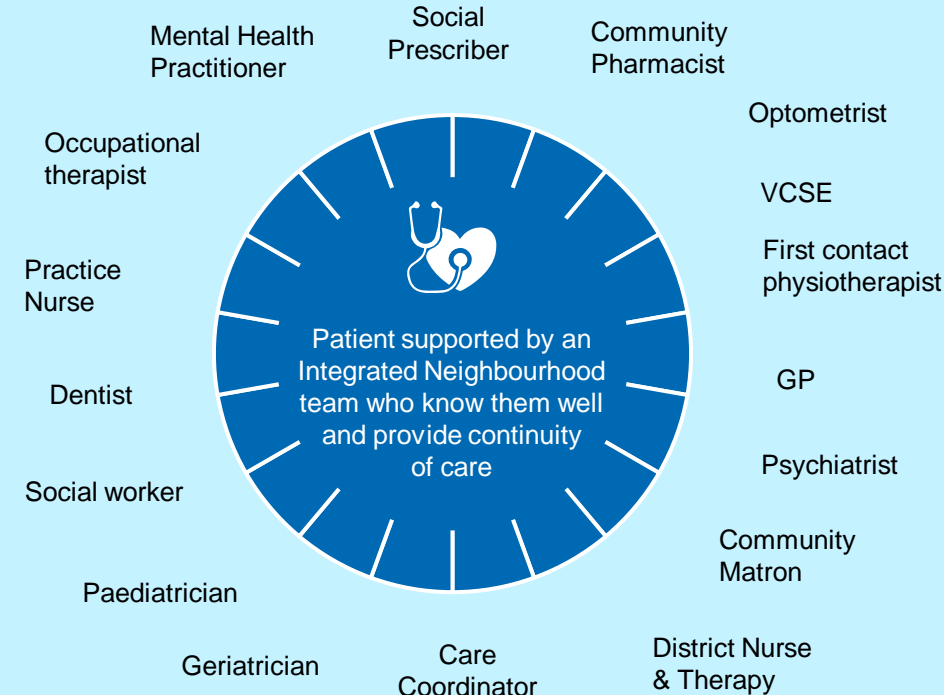 Social
Prescriber
Community
Pharmacist
Optometrist
VCSE
First contact
physiotherapist
GP
Psychiatrist
Community
Matron
District Nurse
& Therapy
Care
Coordinator
Geriatrician
Paediatrician
Social worker
Dentist
Practice
Nurse
Occupational
therapist
Mental Health
Practitioner
Patient supported by an
Integrated Neighbourhood
team who know them well
and provide continuity
of care